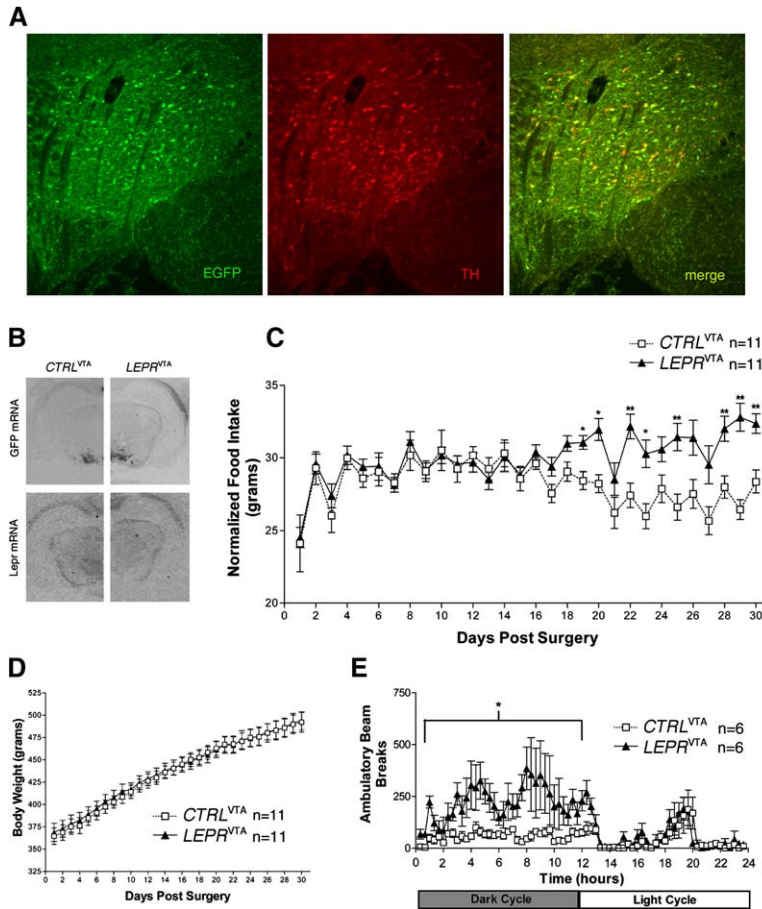 A
EGFP
TH
merge
B
CTRL^VTA LEPR^VTA
GFP mRNA
Lepr mRNA
C
CTRL^VTA n=11
LEPR^VTA n=11
Normalized Food Intake
(grams)
35
30
25
20
* * ** * ** ** ** **
0 2 4 6 8 10 12 14 16 18 20 22 24 26 28 30
Days Post Surgery
D
Body Weight (grams)
525
500
475
450
425
400
375
350
325
CTRL^VTA n=11
LEPR^VTA n=11
0 2 4 6 8 10 12 14 16 18 20 22 24 26 28 30
Days Post Surgery
E
Ambulatory Beam
Breaks
750
500
250
0
*
CTRL^VTA n=6
LEPR^VTA n=6
0 2 4 6 8 10 12 14 16 18 20 22 24
Time (hours)
Dark Cycle Light Cycle